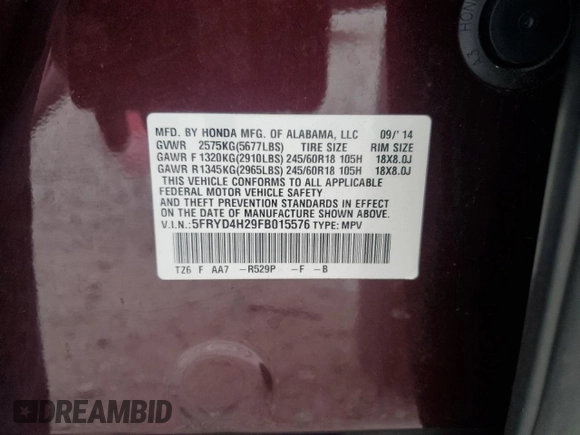 A3 HON
MFD. BY HONDA MFG. OF ALABAMA, LLC 09/'14
GVWR 2575KG(5677LBS) TIRE SIZE RIM SIZE
GAWR F 1320KG(2910LBS) 245/60R18 105H 18X8.0J
GAWR R 1345KG(2965LBS) 245/60R18 105H 18X8.0J
THIS VEHICLE CONFORMS TO ALL APPLICABLE
FEDERAL MOTOR VEHICLE SAFETY
AND THEFT PREVENTION STANDARDS IN EFFECT
ON THE DATE OF MANUFACTURE SHOWN ABOVE.
V.I.N.: 5FRYD4H29FB015576 TYPE: MPV
TZ6 F AA7 -R529P -F -B
DREAMBID